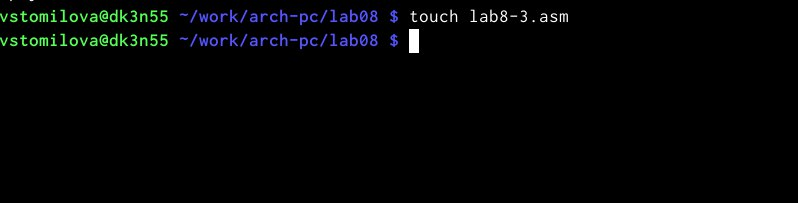 vstomilova@dk3n55 ~/work/arch-pc/lab08 $ touch lab8-3.asm
vstomilova@dk3n55 ~/work/arch-pc/lab08 $